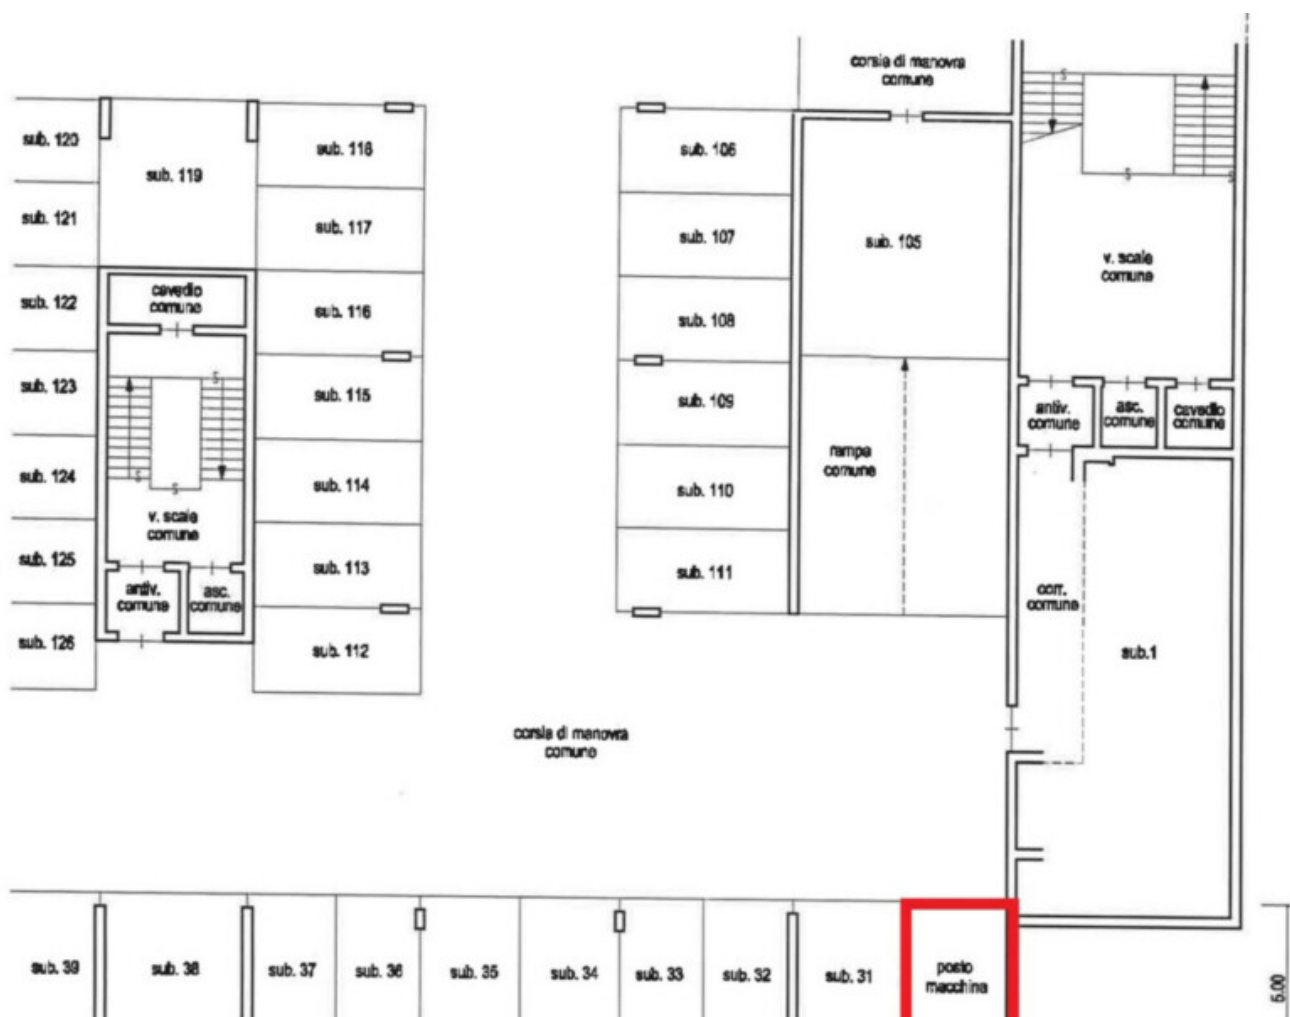 corsia di manovra
comune
sub. 120
sub. 119
sub. 118
sub. 106
sub. 121
sub. 117
sub. 107
sub. 105
v. scale
comune
sub. 122
cavedio
comune
sub. 116
sub. 108
sub. 123
sub. 115
sub. 109
antiv.
comune
asc.
comune
cavedio
comune
rampa
comune
sub. 124
sub. 114
sub. 110
v. scale
comune
sub. 125
sub. 113
sub. 111
antiv.
comune
asc.
comune
corr.
comune
sub. 126
sub. 112
sub.1
corsia di manovra
comune
sub. 39
sub. 38
sub. 37
sub. 36
sub. 35
sub. 34
sub. 33
sub. 32
sub. 31
posto
macchina
5.00